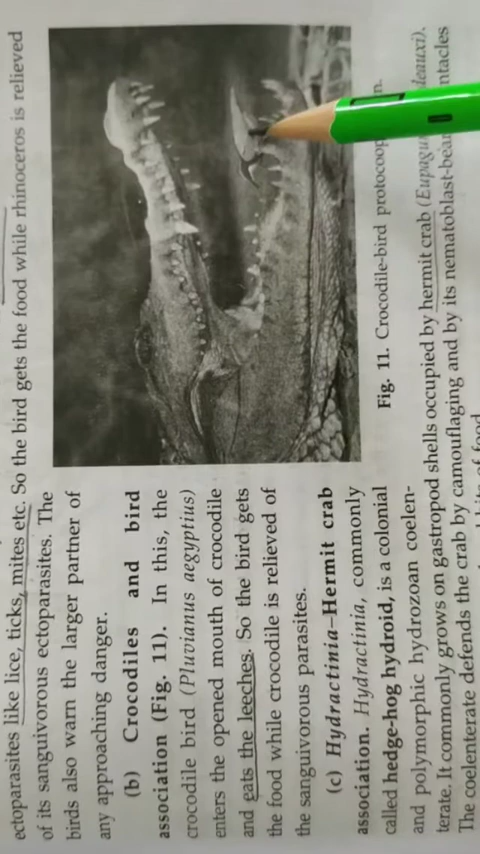 ectoparasites like lice, ticks, mites etc. So the bird gets the food while rhinoceros is relieved
of its sanguivorous ectoparasites. The
birds also warn the larger partner of
any approaching danger.
(b) Crocodiles and bird
association (Fig. 11). In this, the
crocodile bird (Pluvianus aegyptius)
enters the opened mouth of crocodile
and gats the leeches. So the bird gets
the food while crocodile is relieved of
the sanguivorous parasites.
Fig. 11. Crocodile-bird
(c) Hydractinia–Hermit crab
association. Hydractinia, commonly
called hedge-hog hydroid, is a colonial
and polymorphic hydrozoan coelen-
terate. It commonly grows on gastropod shells occupied by hermit crab
The coelenterate defends the crab by camouflaging and by its
of food